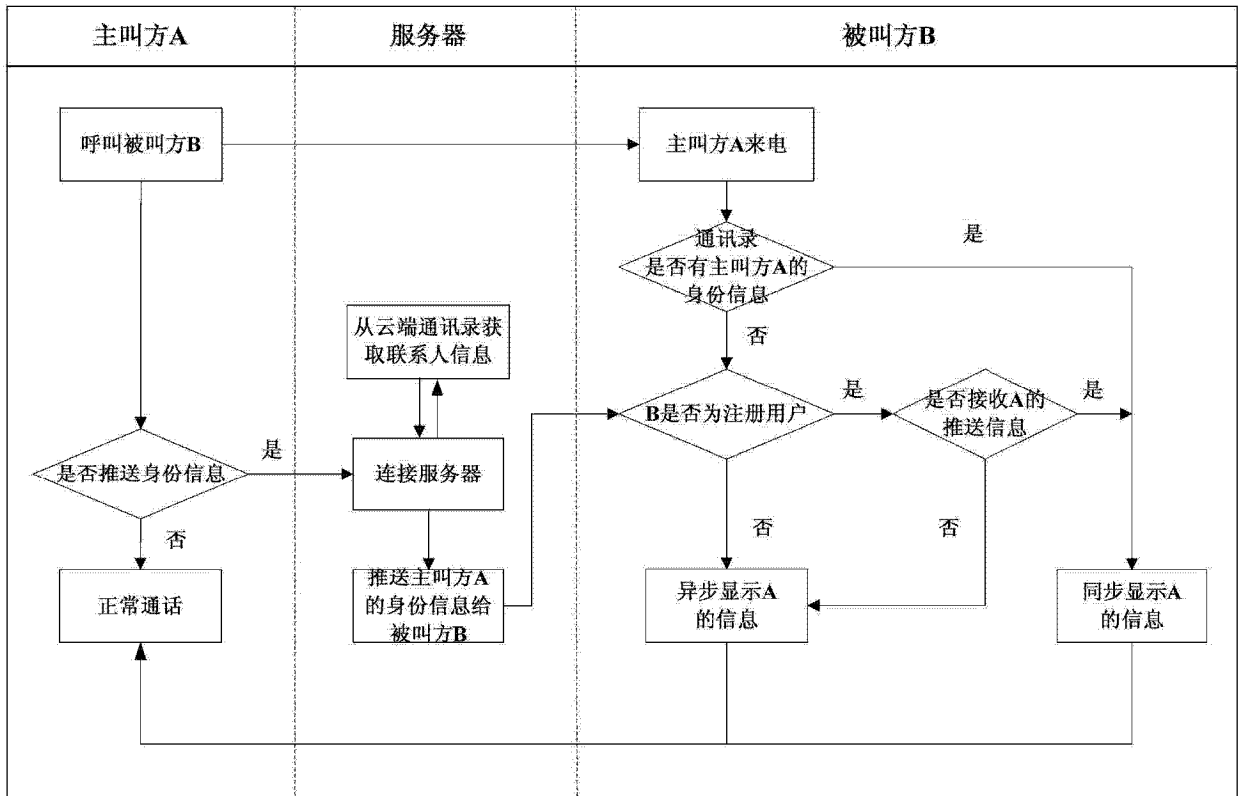 主叫方A
服务器
被叫方B
呼叫被叫方B
主叫方A来电
通讯录
是否有主叫方A的
身份信息
是
否
从云端通讯录获
取联系人信息
B是否为注册用户
是
是否接收A的
推送信息
是
是否推送身份信息
是
连接服务器
否
否
否
正常通话
推送主叫方A
的身份信息给
被叫方B
异步显示A
的信息
同步显示A
的信息